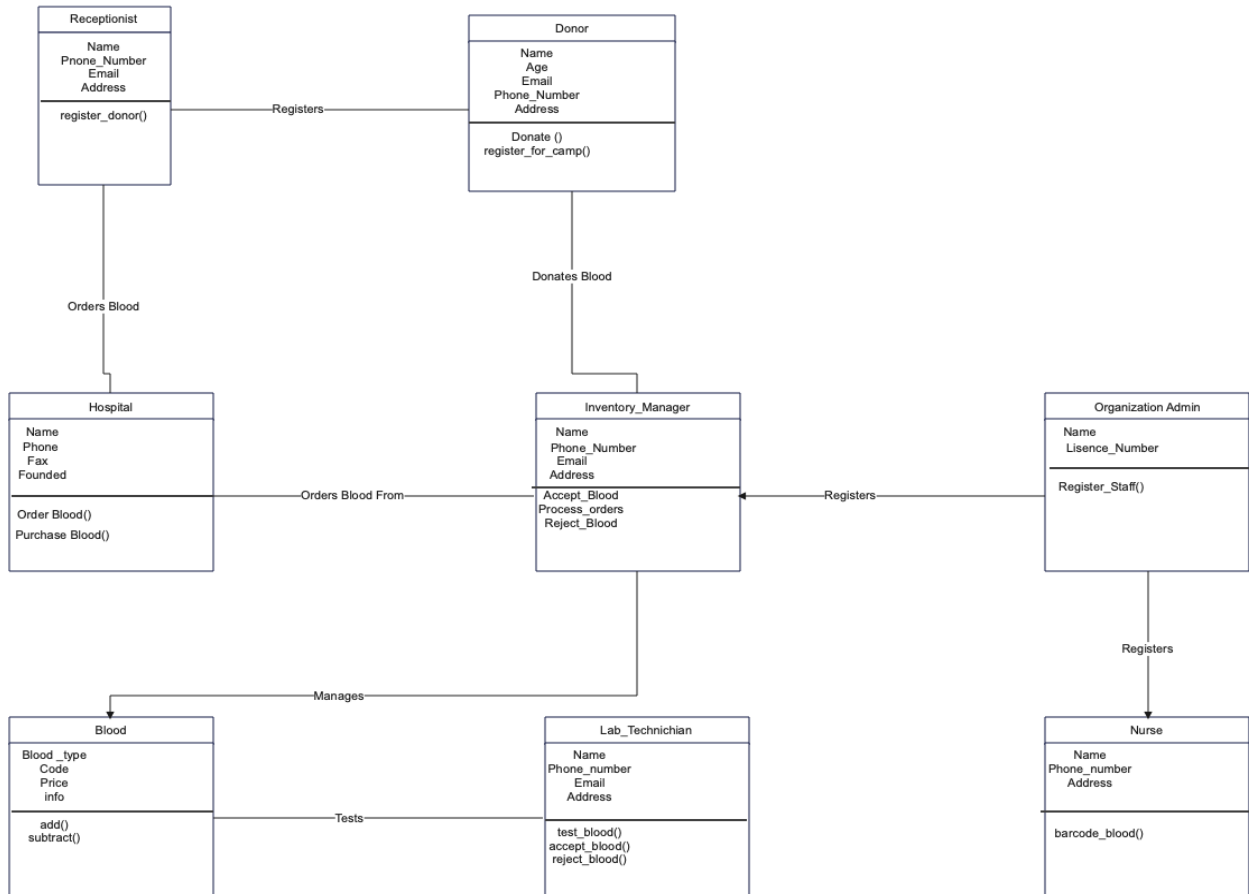 Receptionist
Name
Pnone_Number
Email
Address
register_donor()
Registers
Donor
Name
Age
Email
Phone_Number
Address
Donate ()
register_for_camp()
Orders Blood
Donates Blood
Hospital
Name
Phone
Fax
Founded
Order Blood()
Purchase Blood()
Orders Blood From
Inventory_Manager
Name
Phone_Number
Email
Address
Accept_Blood
Process_orders
Reject_Blood
Registers
Organization Admin
Name
Lisence_Number
Register_Staff()
Registers
Manages
Blood
Blood _type
Code
Price
info
add()
subtract()
Tests
Lab_Technichian
Name
Phone_number
Email
Address
test_blood()
accept_blood()
reject_blood()
Nurse
Name
Phone_number
Address
barcode_blood()